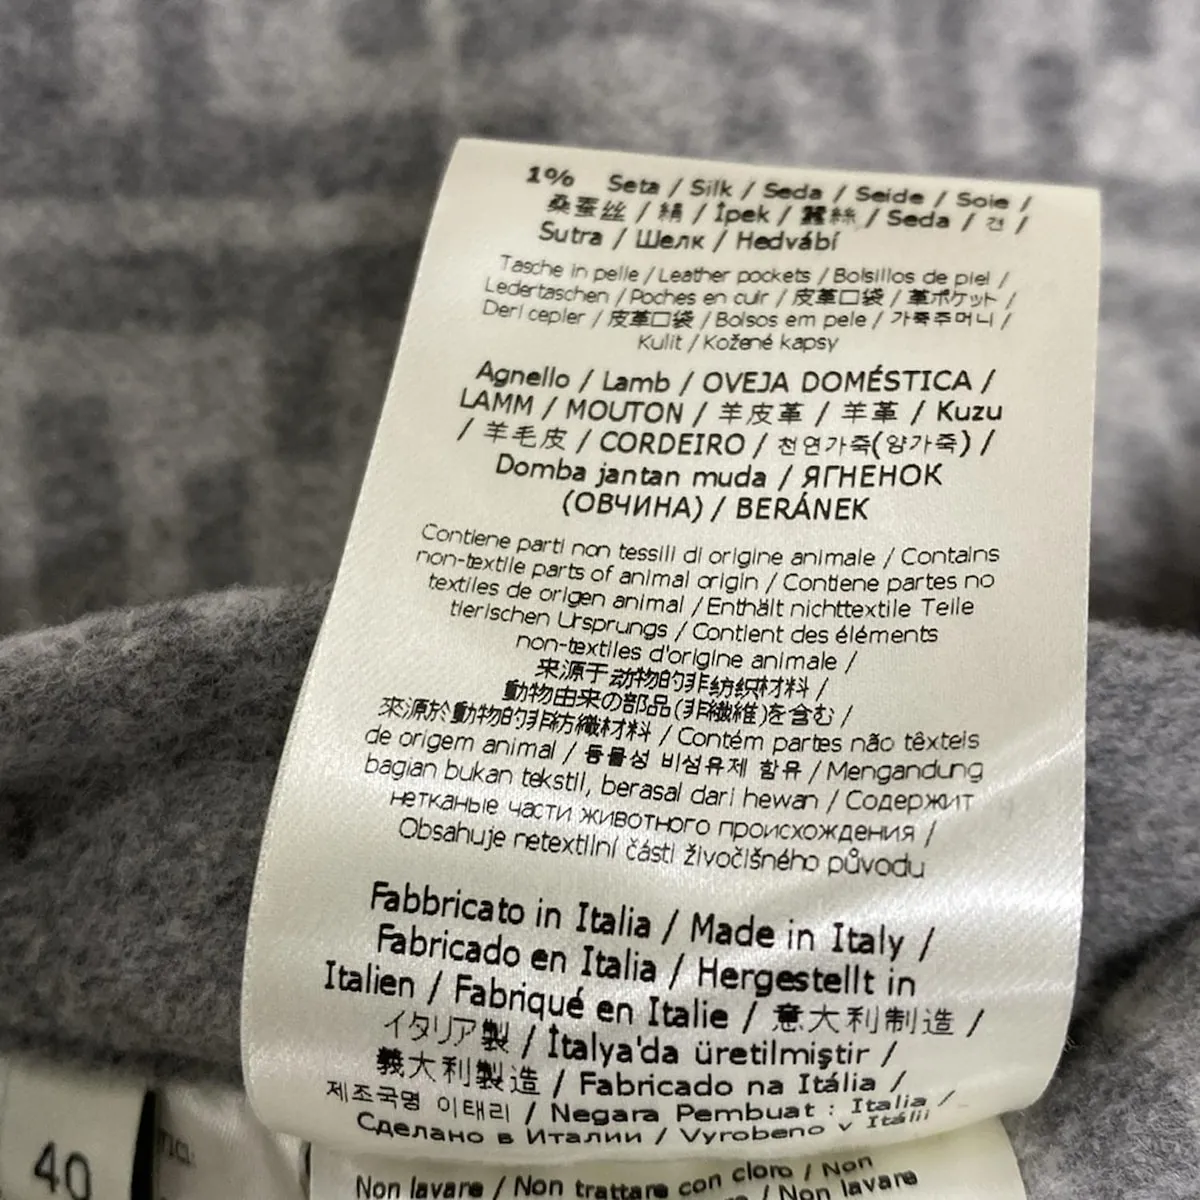 1% Seta / Silk / Seda / Seide / Soie /
桑蚕丝 / 絹 / İpek / 蠶絲 / Seda / 견 /
Sutra / Шелк / Hedvábí
Tasche in pelle / Leather pockets / Bolsillos de piel /
Ledertaschen / Poches en cuir / 皮革口袋 / 革ポケット /
Deri cepler / 皮革口袋 / Bolsos em pele / 가죽주머니 /
Kulit / Kožené kapsy
Agnello / Lamb / OVEJA DOMÉSTICA /
LAMM / MOUTON / 羊皮革 / 羊革 / Kuzu
/ 羊毛皮 / CORDEIRO / 천연가죽(양가죽) /
Domba jantan muda / ЯГНЕНОК
(ОВЧИНА) / BERÁNEK
Contiene parti non tessili di origine animale / Contains
non-textile parts of animal origin / Contiene partes no
textiles de origen animal / Enthält nichttextile Teile
tierischen Ursprungs / Contient des éléments
non-textiles d'origine animale /
来源于动物的非纺织材料 /
動物由来の部品(非繊維)を含む /
來源於動物的非紡織材料 / Contém partes não têxteis
de origem animal / 동물성 비섬유제 함유 / Mengandung
bagian bukan tekstil, berasal dari hewan / Содержит
нетканые части животного происхождения /
Obsahuje netextilní části živočišného původu
Fabbricato in Italia / Made in Italy /
Fabricado en Italia / Hergestellt in
Italien / Fabriqué en Italie / 意大利制造 /
イタリア製 / İtalya'da üretilmiştir /
義大利製造 / Fabricado na Itália /
제조국명 이태리 / Negara Pembuat : Italia /
Сделано в Италии / Vyrobeno v Itálii
Non lavare / Non trattare con cloro / Non
/ Non lavare
40